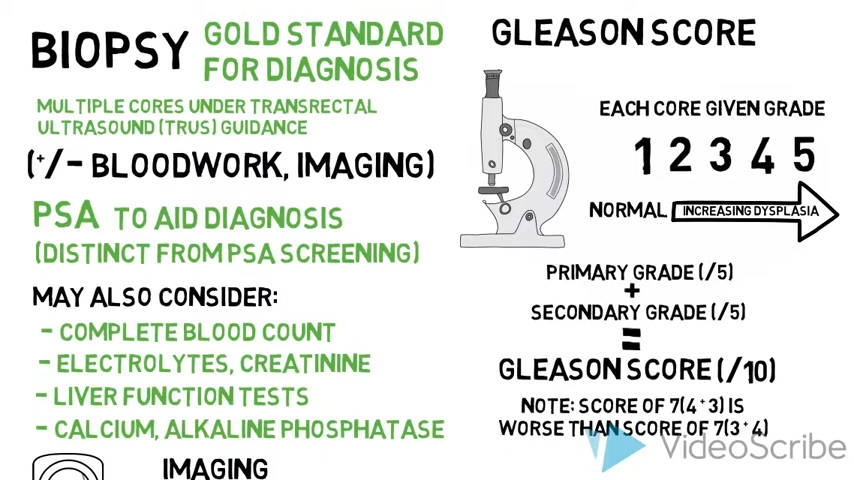 BIOPSY
GOLD STANDARD
FOR DIAGNOSIS
MULTIPLE CORES UNDER TRANSRECTAL
ULTRASOUND (TRUS) GUIDANCE
(+/- BLOODWORK, IMAGING)
PSA TO AID DIAGNOSIS
(DISTINCT FROM PSA SCREENING)
MAY ALSO CONSIDER:
- COMPLETE BLOOD COUNT
- ELECTROLYTES, CREATININE
- LIVER FUNCTION TESTS
- CALCIUM, ALKALINE PHOSPHATASE
IMAGING
GLEASON SCORE
EACH CORE GIVEN GRADE
1 2 3 4 5
NORMAL INCREASING DYSPLASIA
PRIMARY GRADE (/5)
+
SECONDARY GRADE (/5)
=
GLEASON SCORE (/10)
NOTE: SCORE OF 7(4+3) IS
WORSE THAN SCORE OF 7(3+4)
VideoScribe